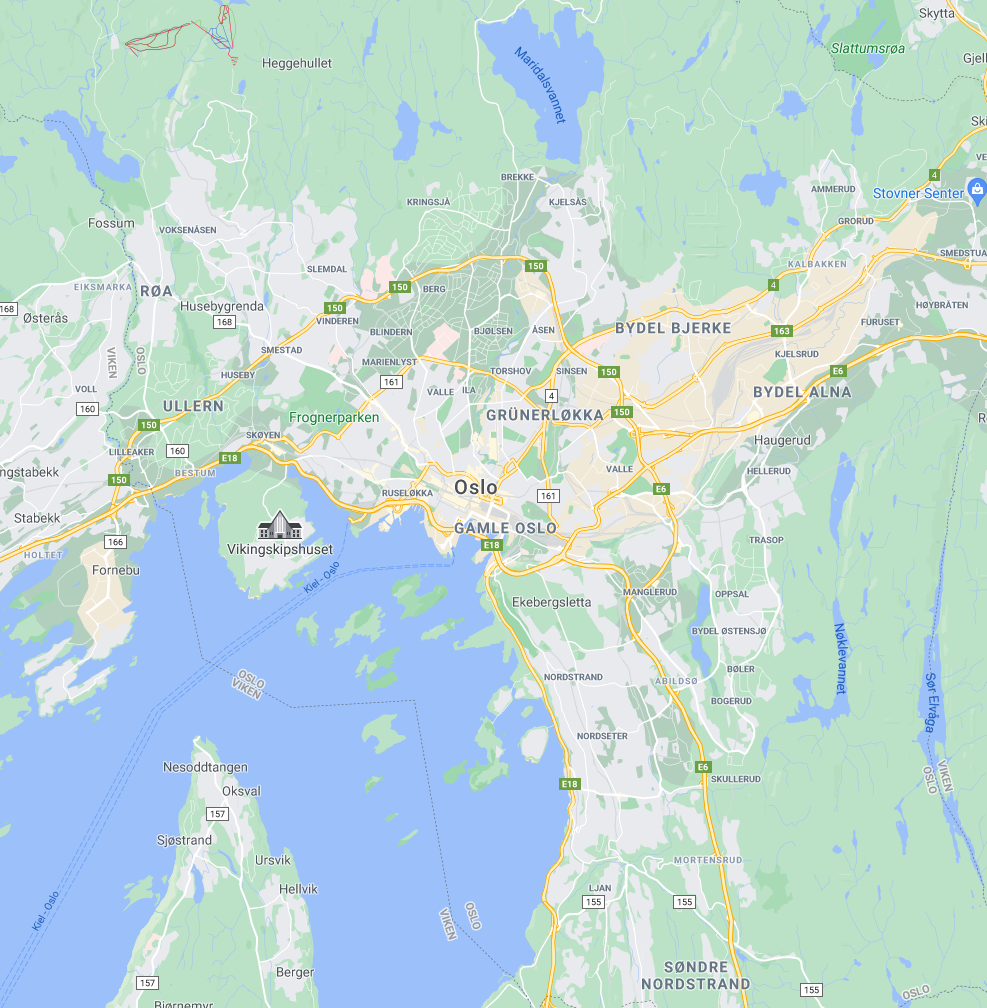 Skytta
Slattumsrøa
Heggehullet
Maridalsvannet
4
BREKKE
AMMERUD
Stovner Senter
KRINGSJÅ
KJELSÅS
GRORUD
Fossum
VOKSENÅSEN
SLEMDAL
150
KALBAKKEN
EIKSMARKA
RØA
150
BERG
4
HØYBRÅTEN
168
Husebygrenda
150
Østerås
168
VINDEREN
BLINDERN
BJØLSEN
ÅSEN
BYDEL BJERKE
163
FURUSET
SMESTAD
KJELSRUD
VIKEN
OSLO
MARIENLYST
TORSHOV
SINSEN
150
E6
HUSEBY
161
VOLL
VALLE
ILA
4
BYDEL ALNA
160
ULLERN
Frognerparken
GRÜNERLØKKA
150
150
SKØYEN
Haugerud
LILLEAKER
160
E18
BESTUM
VALLE
HELLERUD
150
RUSELØKKA
Oslo
161
E6
Stabekk
GAMLE OSLO
166
Vikingskipshuset
E18
TRASOP
HOLTET
Fornebu
Kiel - Oslo
Ekebergsletta
MANGLERUD
OPPSAL
BYDEL ØSTENSJØ
Nøklevannet
OSLO
VIKEN
NORDSTRAND
ABILDSØ
BØLER
BOGERUD
Sør Elvåga
NORDSETER
Nesoddtangen
E6
SKULLERUD
VIKEN
OSLO
Oksval
E18
157
Sjøstrand
Ursvik
MORTENSRUD
Hellvik
LJAN
155
155
Kiel - Oslo
OSLO
VIKEN
SØNDRE
NORDSTRAND
Berger
157
155
OSLO